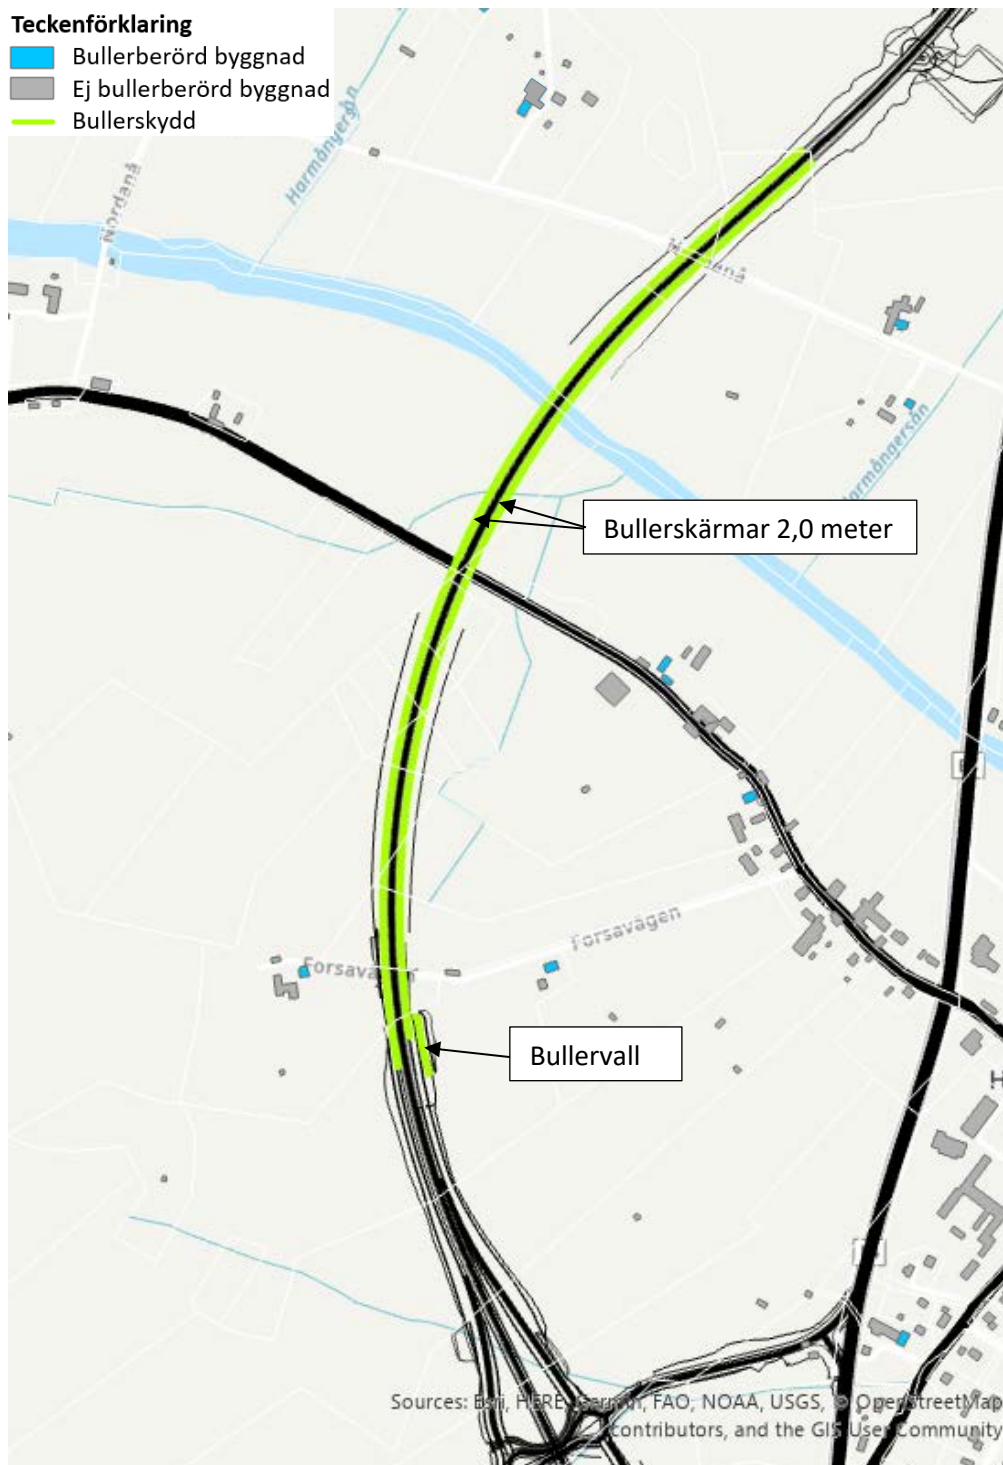 Teckenförklaring
Bullerberörd byggnad
Ej bullerberörd byggnad
Bullerskydd
Harmångersån
Nordanå
Harmångersån
Bullerskärmar 2,0 meter
Forsavägen
Bullervall
H
Sources: Esri, HERE, Garmin, FAO, NOAA, USGS, © OpenStreetMap
contributors, and the GIS User Community